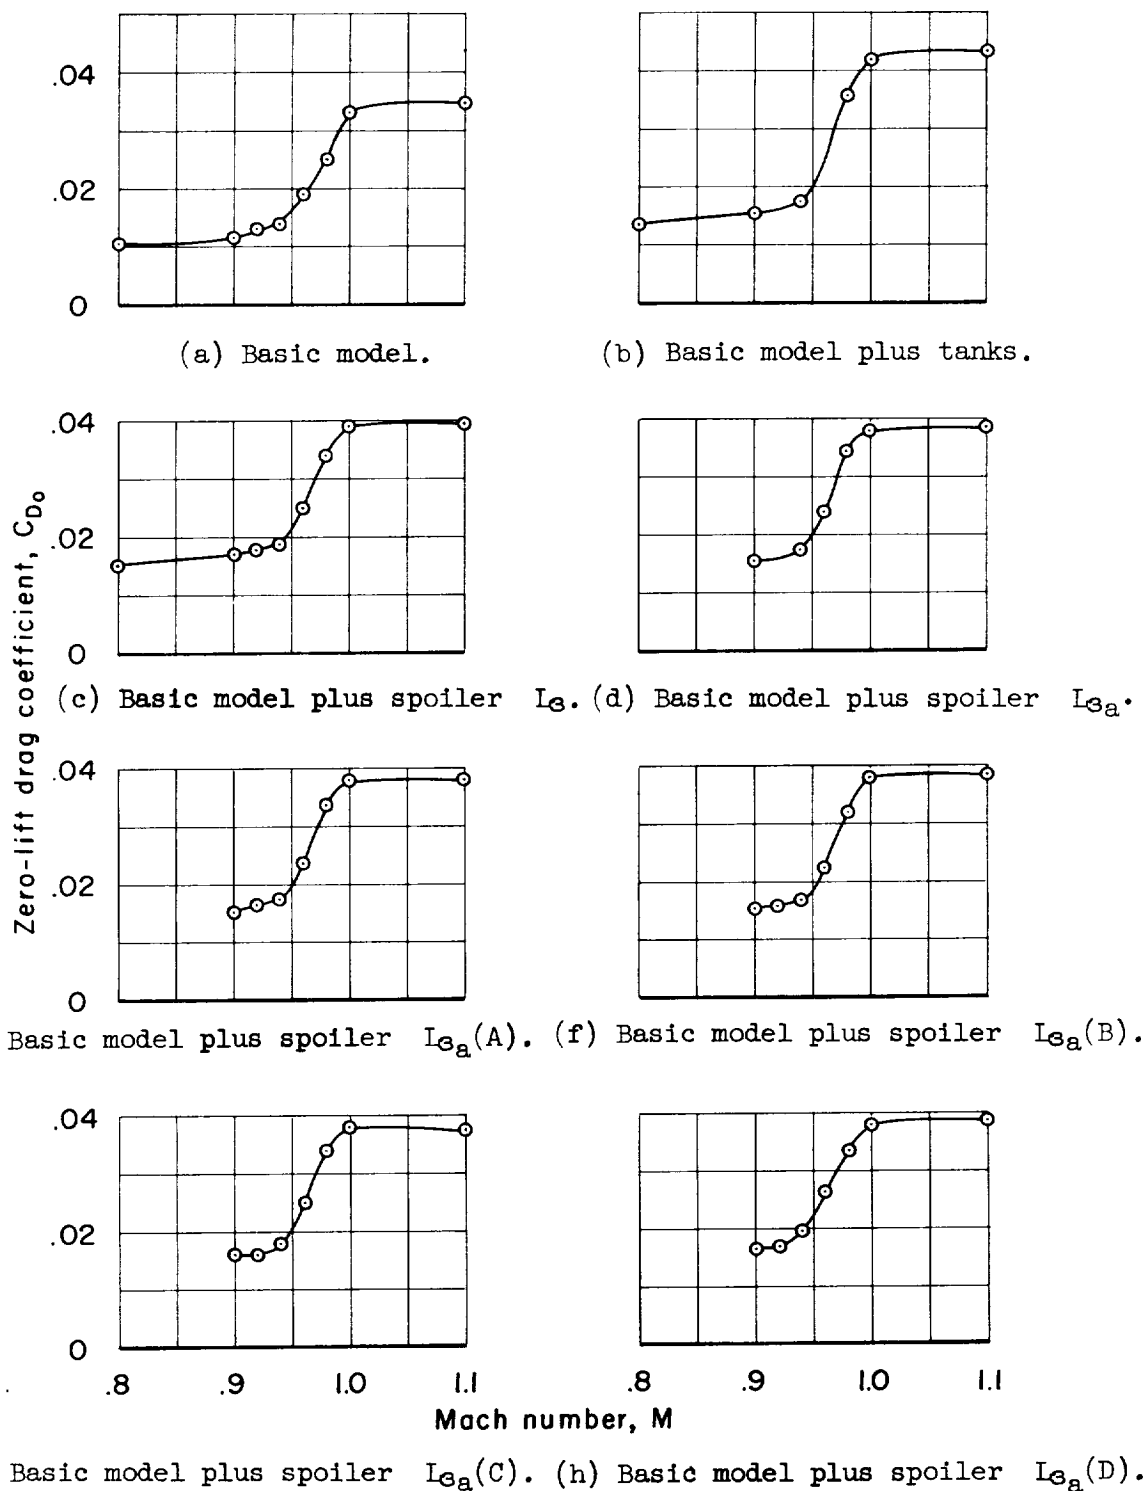 .04
.02
0
(a) Basic model.
(b) Basic model plus tanks.
.04
.02
0
(c) Basic model plus spoiler L3.
(d) Basic model plus spoiler L3a.
Zero-lift drag coefficient, CDo
.04
.02
0
Basic model plus spoiler L3a(A).
(f) Basic model plus spoiler L3a(B).
.04
.02
0
.8 .9 1.0 1.1
.8 .9 1.0 1.1
Mach number, M
Basic model plus spoiler L3a(C).
(h) Basic model plus spoiler L3a(D).